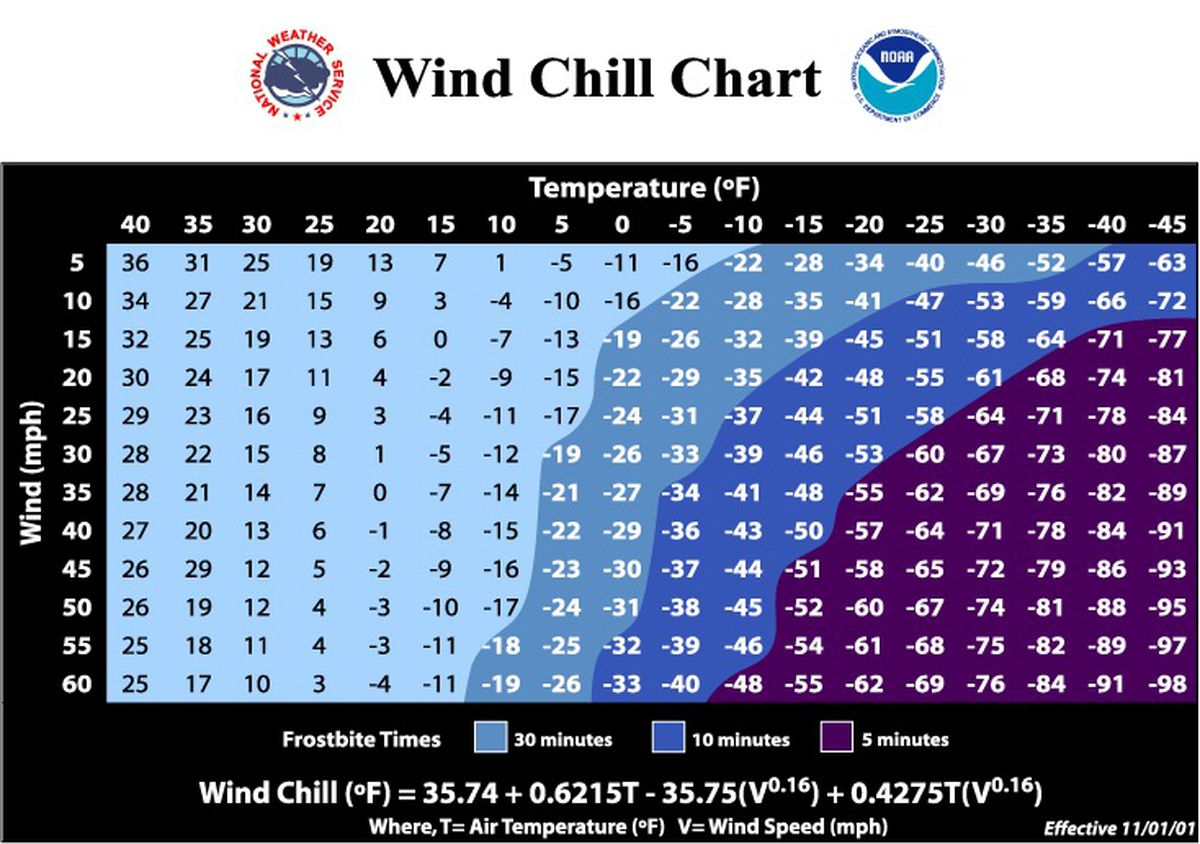 NATIONAL WEATHER SERVICE
Wind Chill Chart
NATIONAL OCEANIC AND ATMOSPHERIC ADMINISTRATION
NOAA
U.S. DEPARTMENT OF COMMERCE
Temperature (ºF)
40 35 30 25 20 15 10 5 0 -5 -10 -15 -20 -25 -30 -35 -40 -45
Wind (mph)
5 36 31 25 19 13 7 1 -5 -11 -16 -22 -28 -34 -40 -46 -52 -57 -63
10 34 27 21 15 9 3 -4 -10 -16 -22 -28 -35 -41 -47 -53 -59 -66 -72
15 32 25 19 13 6 0 -7 -13 -19 -26 -32 -39 -45 -51 -58 -64 -71 -77
20 30 24 17 11 4 -2 -9 -15 -22 -29 -35 -42 -48 -55 -61 -68 -74 -81
25 29 23 16 9 3 -4 -11 -17 -24 -31 -37 -44 -51 -58 -64 -71 -78 -84
30 28 22 15 8 1 -5 -12 -19 -26 -33 -39 -46 -53 -60 -67 -73 -80 -87
35 28 21 14 7 0 -7 -14 -21 -27 -34 -41 -48 -55 -62 -69 -76 -82 -89
40 27 20 13 6 -1 -8 -15 -22 -29 -36 -43 -50 -57 -64 -71 -78 -84 -91
45 26 29 12 5 -2 -9 -16 -23 -30 -37 -44 -51 -58 -65 -72 -79 -86 -93
50 26 19 12 4 -3 -10 -17 -24 -31 -38 -45 -52 -60 -67 -74 -81 -88 -95
55 25 18 11 4 -3 -11 -18 -25 -32 -39 -46 -54 -61 -68 -75 -82 -89 -97
60 25 17 10 3 -4 -11 -19 -26 -33 -40 -48 -55 -62 -69 -76 -84 -91 -98
Frostbite Times 30 minutes 10 minutes 5 minutes
Wind Chill (ºF) = 35.74 + 0.6215T - 35.75(V0.16) + 0.4275T(V0.16)
Where, T= Air Temperature (ºF) V= Wind Speed (mph)
Effective 11/01/01